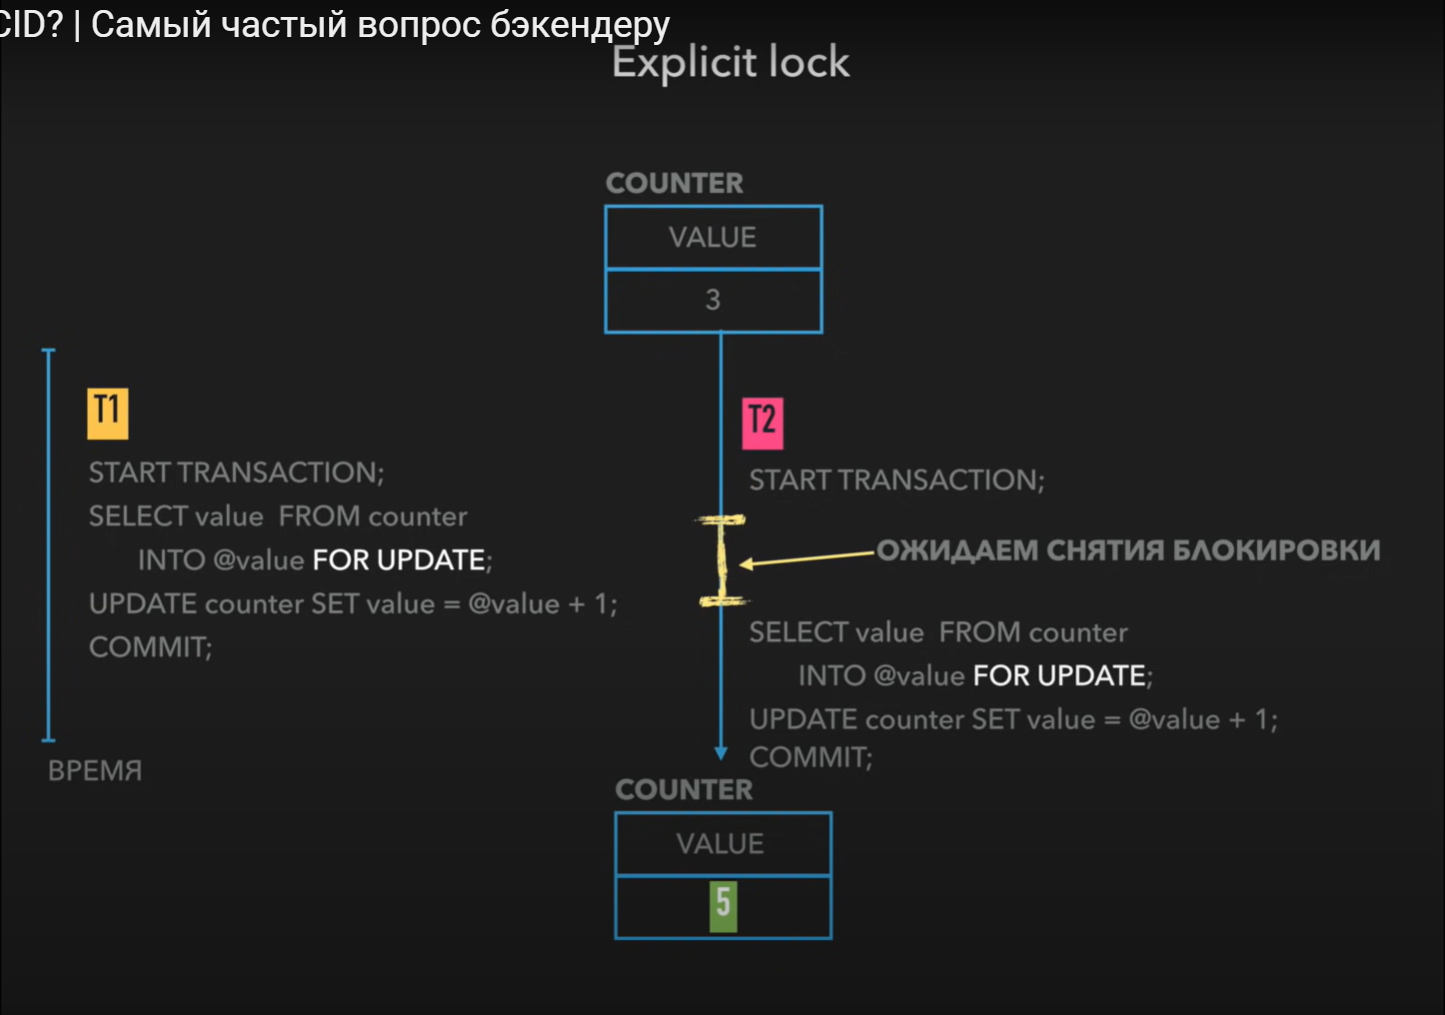 CID? | Самый частый вопрос бэкендеру
Explicit lock
COUNTER
VALUE
3
T1
START TRANSACTION;
SELECT value FROM counter
INTO @value FOR UPDATE;
UPDATE counter SET value = @value + 1;
COMMIT;
ВРЕМЯ
T2
START TRANSACTION;
ОЖИДАЕМ СНЯТИЯ БЛОКИРОВКИ
SELECT value FROM counter
INTO @value FOR UPDATE;
UPDATE counter SET value = @value + 1;
COMMIT;
COUNTER
VALUE
5